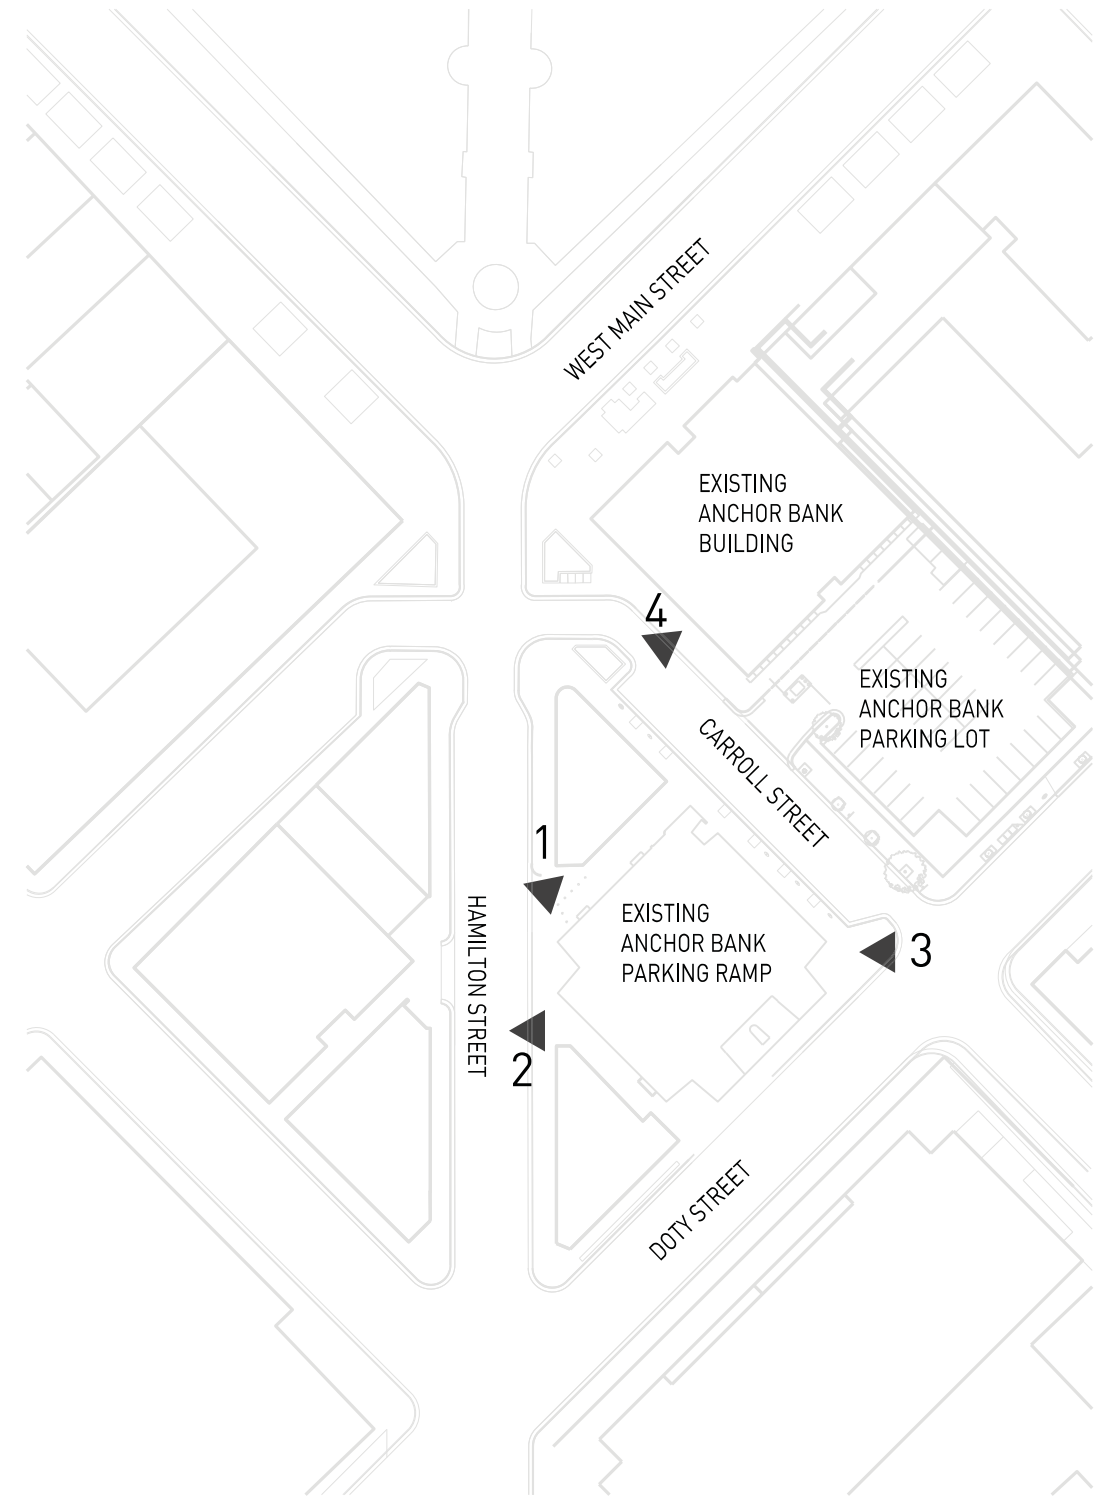 WEST MAIN STREET
EXISTING
ANCHOR BANK
BUILDING
4
EXISTING
ANCHOR BANK
PARKING LOT
CARROLL STREET
1
HAMILTON STREET
EXISTING
ANCHOR BANK
PARKING RAMP
3
2
DOTY STREET